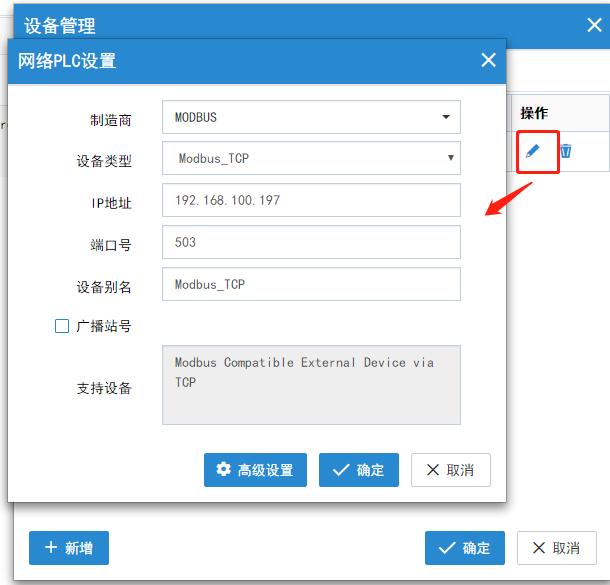 设备管理
网络PLC设置
操作
制造商
MODBUS
设备类型
Modbus_TCP
IP地址
192.168.100.197
端口号
503
设备别名
Modbus_TCP
广播站号
支持设备
Modbus Compatible External Device via
TCP
高级设置
确定
取消
新增
确定
取消